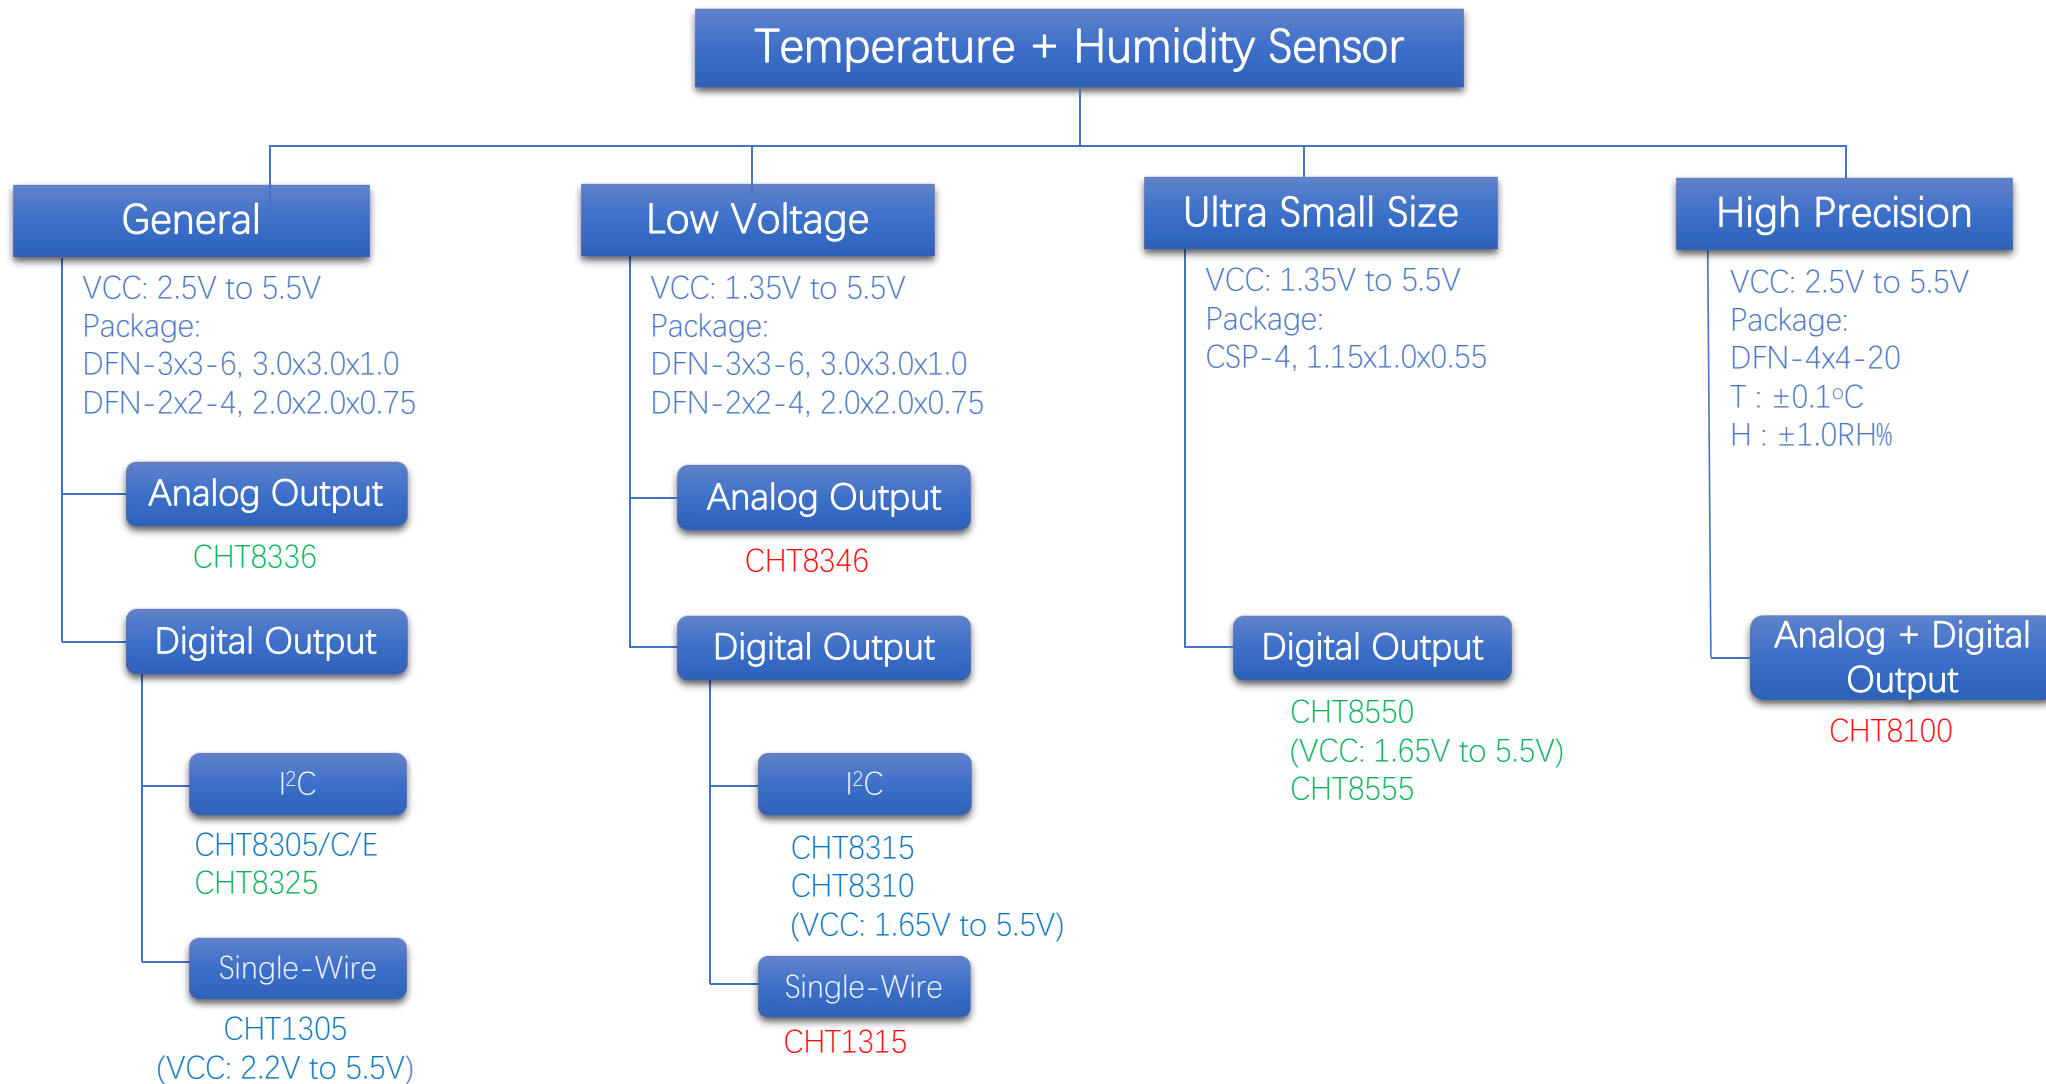 Temperature + Humidity Sensor
General
VCC: 2.5V to 5.5V
Package:
DFN-3x3-6, 3.0x3.0x1.0
DFN-2x2-4, 2.0x2.0x0.75
Analog Output
CHT8336
Digital Output
I²C
CHT8305/C/E
CHT8325
Single-Wire
CHT1305
(VCC: 2.2V to 5.5V)
Low Voltage
VCC: 1.35V to 5.5V
Package:
DFN-3x3-6, 3.0x3.0x1.0
DFN-2x2-4, 2.0x2.0x0.75
Analog Output
CHT8346
Digital Output
I²C
CHT8315
CHT8310
(VCC: 1.65V to 5.5V)
Single-Wire
CHT1315
Ultra Small Size
VCC: 1.35V to 5.5V
Package:
CSP-4, 1.15x1.0x0.55
Digital Output
CHT8550
(VCC: 1.65V to 5.5V)
CHT8555
High Precision
VCC: 2.5V to 5.5V
Package:
DFN-4x4-20
T : ±0.1°C
H : ±1.0RH%
Analog + Digital
Output
CHT8100